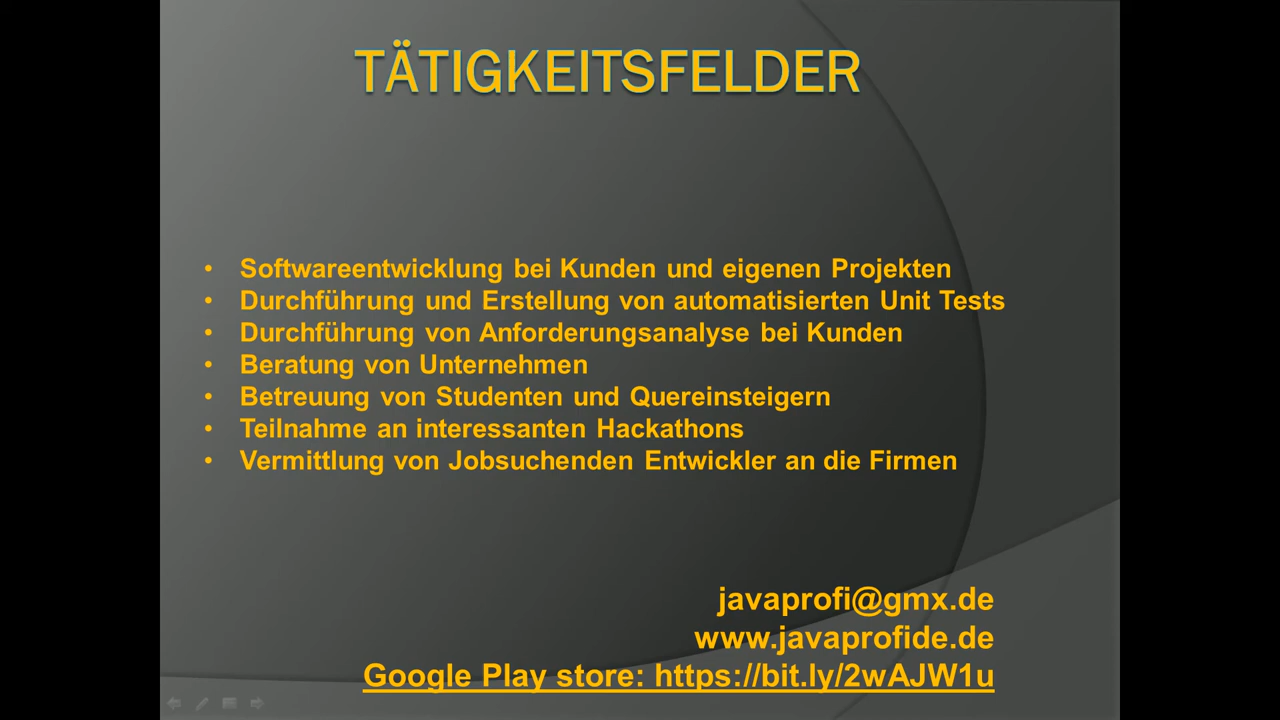 TÄTIGKEITSFELDER
• Softwareentwicklung bei Kunden und eigenen Projekten
• Durchführung und Erstellung von automatisierten Unit Tests
• Durchführung von Anforderungsanalyse bei Kunden
• Beratung von Unternehmen
• Betreuung von Studenten und Quereinsteigern
• Teilnahme an interessanten Hackathons
• Vermittlung von Jobsuchenden Entwickler an die Firmen
javaprofi@gmx.de
www.javaprofide.de
Google Play store: https://bit.ly/2wAJW1u